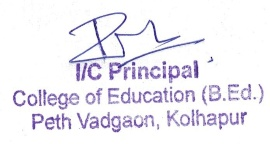 I/C Principal
College of Education (B.Ed.)
Peth Vadgaon, Kolhapur